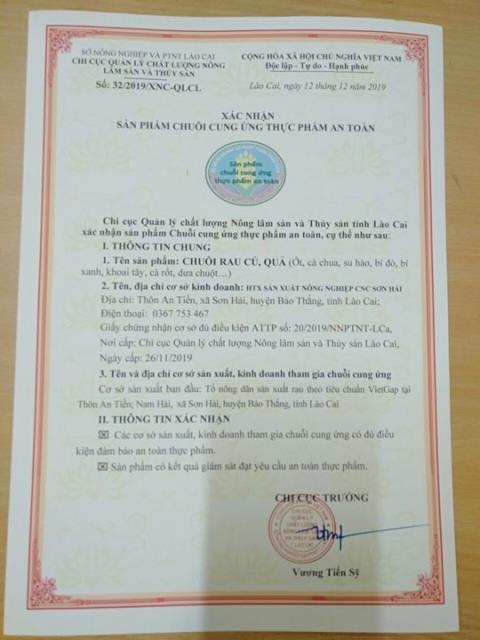 SỞ NÔNG NGHIỆP VÀ PTNT LÀO CAI
CHI CỤC QUẢN LÝ CHẤT LƯỢNG NÔNG
LÂM SẢN VÀ THỦY SẢN
Số: 32/2019/XNC-QLCL
CỘNG HÒA XÃ HỘI CHỦ NGHĨA VIỆT NAM
Độc lập - Tự do - Hạnh phúc
Lào Cai, ngày 12 tháng 12 năm 2019
XÁC NHẬN
SẢN PHẨM CHUỖI CUNG ỨNG THỰC PHẨM AN TOÀN
Sản phẩm
chuỗi cung ứng
thực phẩm an toàn
Chi cục Quản lý chất lượng Nông lâm sản và Thủy sản tỉnh Lào Cai
xác nhận sản phẩm Chuỗi cung ứng thực phẩm an toàn, cụ thể như sau:
I. THÔNG TIN CHUNG
1. Tên sản phẩm: CHUỖI RAU CỦ, QUẢ (Ớt, cà chua, su hào, bí đỏ, bí
xanh, khoai tây, cà rốt, dưa chuột…)
2. Tên, địa chỉ cơ sở kinh doanh: HTX SẢN XUẤT NÔNG NGHIỆP CNC SƠN HẢI
Địa chỉ: Thôn An Tiến, xã Sơn Hải, huyện Bảo Thắng, tỉnh Lào Cai;
Điện thoại: 0367 753 467
Giấy chứng nhận cơ sở đủ điều kiện ATTP số: 20/2019/NNPTNT-LCa,
Nơi cấp: Chi cục Quản lý chất lượng Nông lâm sản và Thủy sản Lào Cai,
Ngày cấp: 26/11/2019
3. Tên và địa chỉ cơ sở sản xuất, kinh doanh tham gia chuỗi cung ứng
Cơ sở sản xuất ban đầu: Tổ nông dân sản xuất rau theo tiêu chuẩn VietGap tại
Thôn An Tiến; Nam Hải, xã Sơn Hải, huyện Bảo Thắng, tỉnh Lào Cai
II. THÔNG TIN XÁC NHẬN
☒ Các cơ sở sản xuất, kinh doanh tham gia chuỗi cung ứng có đủ điều
kiện đảm bảo an toàn thực phẩm.
☒ Sản phẩm có kết quả giám sát đạt yêu cầu an toàn thực phẩm.
CHI CỤC TRƯỞNG
CHI CỤC
QUẢN LÝ
CHẤT LƯỢNG
NÔNG LÂM SẢN
VÀ THỦY SẢN
LÀO CAI
Vương Tiến Sỹ